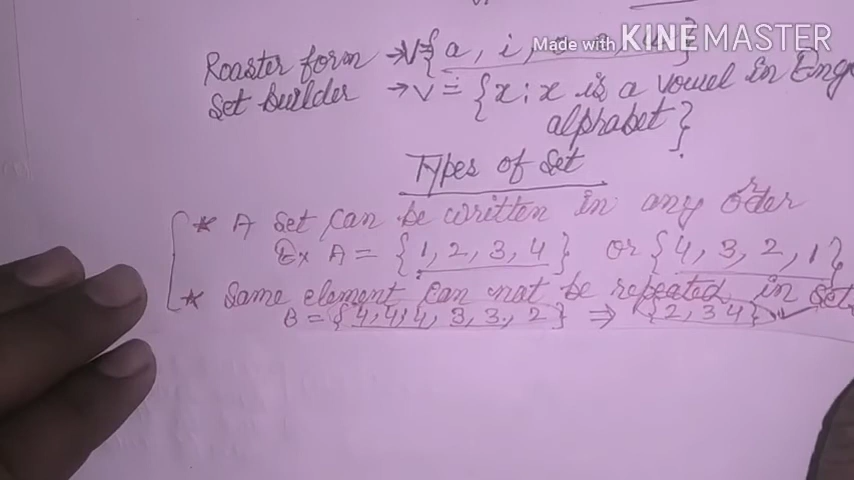 Made with KINEMASTER
Roaster form → V={a, i,
Set builder → V = {x : x is a vowel in Eng
alphabet}.
Types of Set
* A set can be written in any order
Ex A = {1, 2, 3, 4} or {4, 3, 2, 1}
* Same element can not be repeated in set
B = {4, 4, 4, 3, 3, 2} ⇒ {2, 3 4}